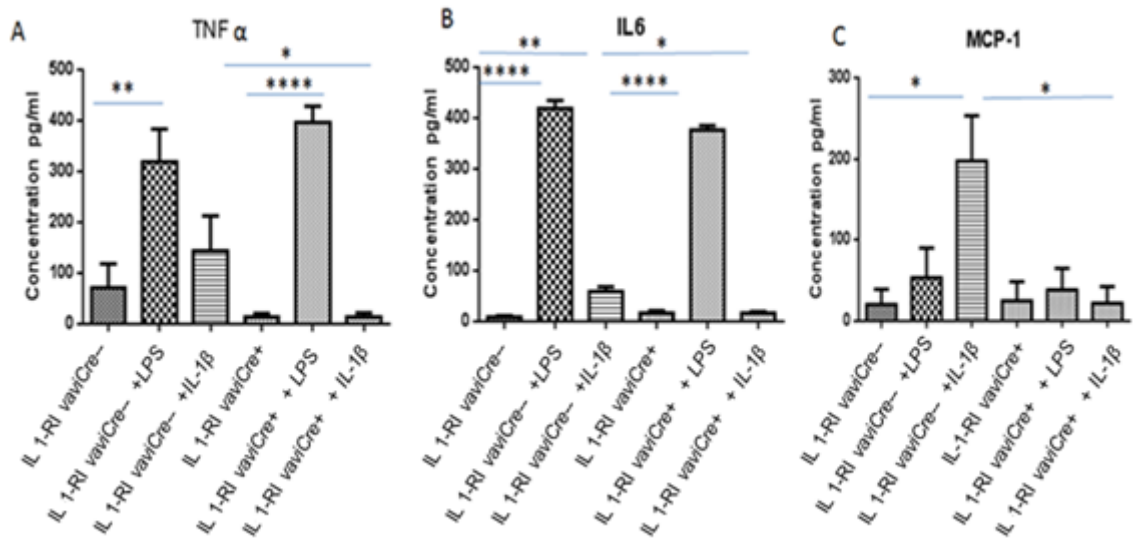 A
TNF α
**
*
****
Concentration pg/ml
500
400
300
200
100
0
IL 1-RI vaviCre–
IL 1-RI vaviCre– +LPS
IL 1-RI vaviCre– +IL-1β
IL 1-RI vaviCre+
IL 1-RI vaviCre+ + LPS
IL 1-RI vaviCre+ + IL-1β
B
IL6
**
*
****
****
Concentration pg/ml
500
400
300
200
100
0
IL 1-RI vaviCre–
IL 1-RI vaviCre– +LPS
IL 1-RI vaviCre– +IL-1β
IL 1-RI vaviCre+
IL 1-RI vaviCre+ + LPS
IL 1-RI vaviCre+ + IL-1β
C
MCP-1
*
*
Concentration pg/ml
300
200
100
0
IL 1-RI vaviCre–
IL 1-RI vaviCre– +LPS
IL 1-RI vaviCre– +IL-1β
IL-1-RI vaviCre+
IL 1-RI vaviCre+ + LPS
IL 1-RI vaviCre+ + IL-1β